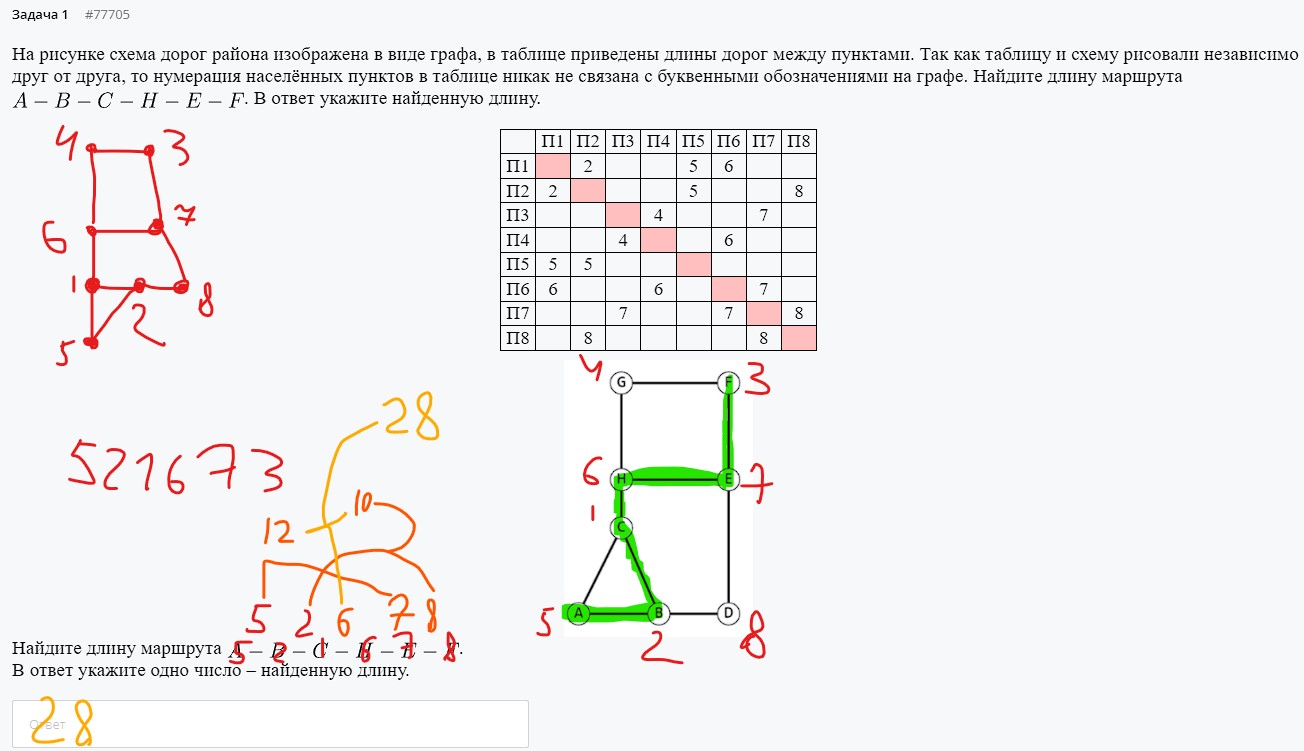 Задача 1 #77705
На рисунке схема дорог района изображена в виде графа, в таблице приведены длины дорог между пунктами. Так как таблицу и схему рисовали независимо
друг от друга, то нумерация населённых пунктов в таблице никак не связана с буквенными обозначениями на графе. Найдите длину маршрута
A − B − C − H − E − F. В ответ укажите найденную длину.
4 3
6 7
1 2 8
5
П1 П2 П3 П4 П5 П6 П7 П8
П1 2 5 6
П2 2 5 8
П3 4 7
П4 4 6
П5 5 5
П6 6 6 7
П7 7 7 8
П8 8 8
4 G F 3
6 H E 7
1 C
5 A B D
2 8
28
521673
12 10
5 2 6 7 8
Найдите длину маршрута A − B − C − H − E − F.
5 2 1 6 7 8
В ответ укажите одно число – найденную длину.
Ответ
28